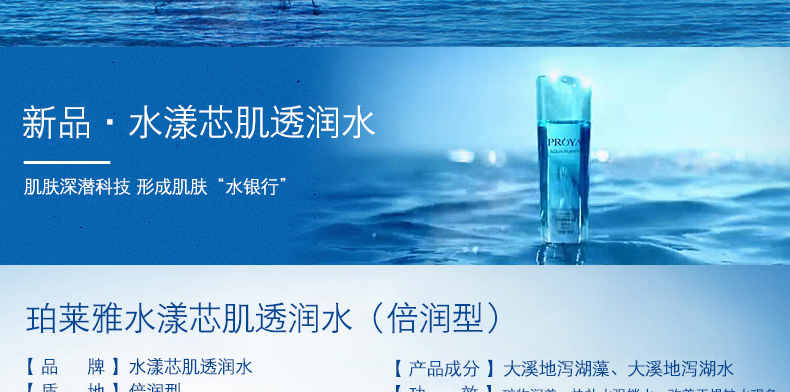 新品·水漾芯肌透润水
肌肤深潜科技 形成肌肤“水银行”
PROYA
珀莱雅水漾芯肌透润水（倍润型）
【 品 牌 】水漾芯肌透润水
【 产品成分 】大溪地泻湖藻、大溪地泻湖水
【 质 地 】倍润型
【 功 效 】